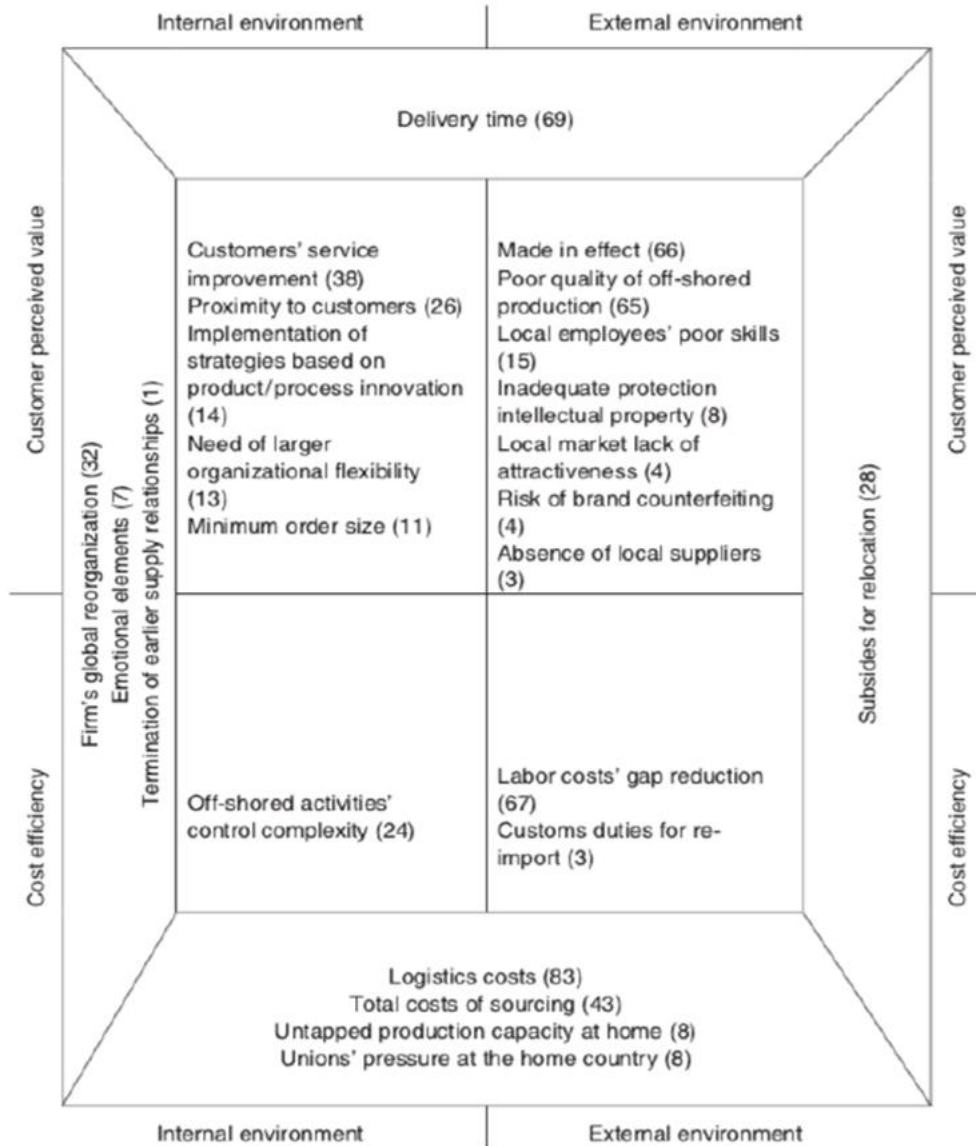 Internal environment
External environment
Delivery time (69)
Customer perceived value
Cost efficiency
Firm's global reorganization (32)
Emotional elements (7)
Termination of earlier supply relationships (1)
Customers' service
improvement (38)
Proximity to customers (26)
Implementation of
strategies based on
product/process innovation
(14)
Need of larger
organizational flexibility
(13)
Minimum order size (11)
Made in effect (66)
Poor quality of off-shored
production (65)
Local employees' poor skills
(15)
Inadequate protection
intellectual property (8)
Local market lack of
attractiveness (4)
Risk of brand counterfeiting
(4)
Absence of local suppliers
(3)
Off-shored activities'
control complexity (24)
Labor costs' gap reduction
(67)
Customs duties for re-
import (3)
Subsides for relocation (28)
Customer perceived value
Cost efficiency
Logistics costs (83)
Total costs of sourcing (43)
Untapped production capacity at home (8)
Unions' pressure at the home country (8)
Internal environment
External environment